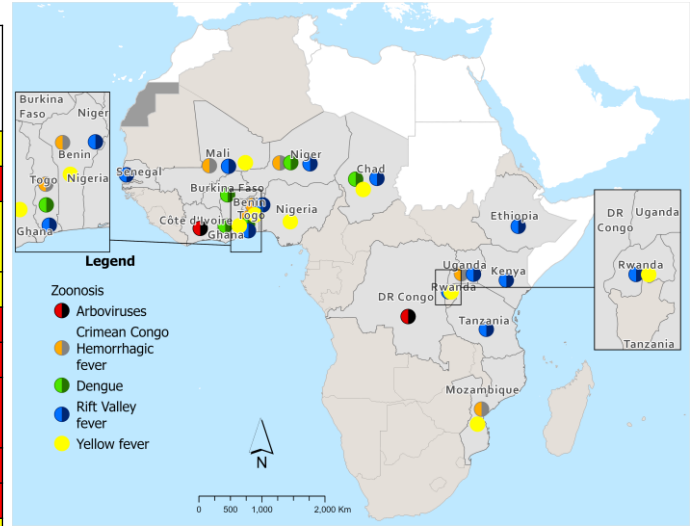 Burkina
Faso
Niger
Benin
Togo
Nigeria
Ghana
Mali
Niger
Chad
Senegal
Burkina Faso
Benin
Togo
Nigeria
Côte d'Ivoire
Ghana
Ethiopia
Uganda
Kenya
Rwanda
DR Congo
Tanzania
Mozambique
DR
Congo
Uganda
Rwanda
Tanzania
Legend
Zoonosis
Arboviruses
Crimean Congo
Hemorrhagic
fever
Dengue
Rift Valley
fever
Yellow fever
N
0 500 1,000 2,000 Km